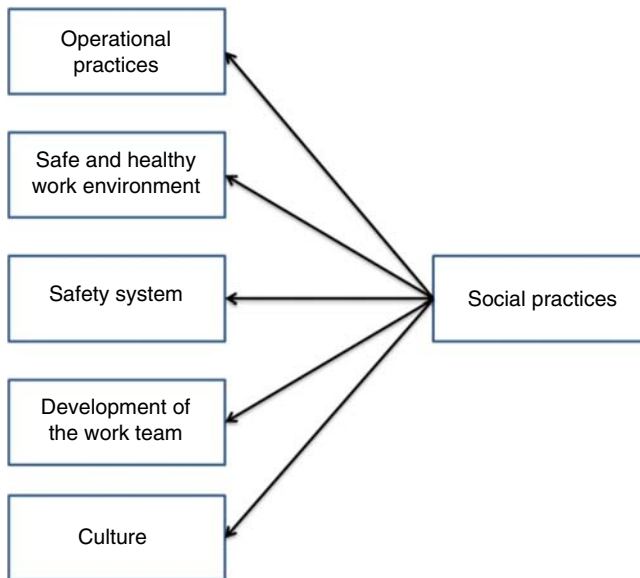 Operational
practices
Safe and healthy
work environment
Safety system
Social practices
Development of
the work team
Culture